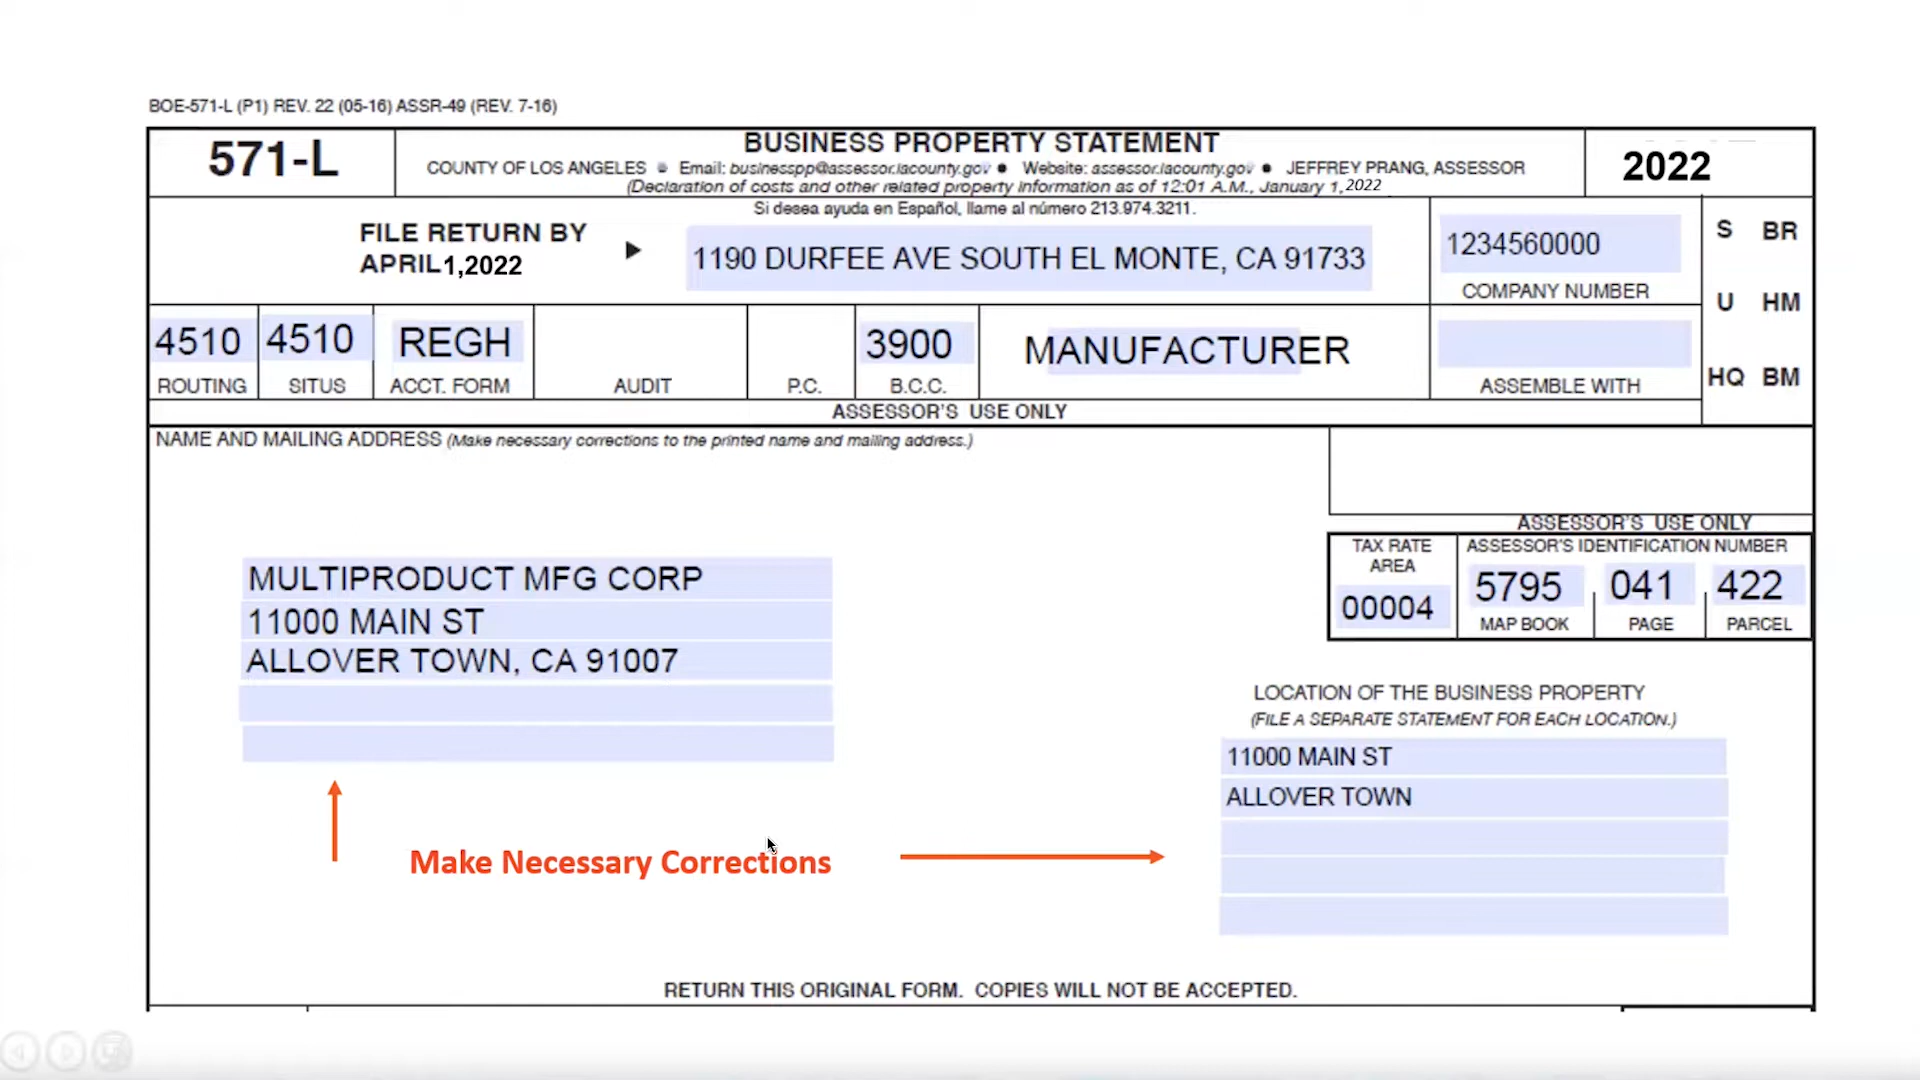 BOE-571-L (P1) REV. 22 (05-16) ASSR-49 (REV. 7-16)
571-L
BUSINESS PROPERTY STATEMENT
COUNTY OF LOS ANGELES • Email: businesspp@assessor.lacounty.gov • Website: assessor.lacounty.gov • JEFFREY PRANG, ASSESSOR
(Declaration of costs and other related property information as of 12:01 A.M., January 1,2022
2022
Si desea ayuda en Español, llame al número 213.974.3211.
FILE RETURN BY
APRIL1,2022
1190 DURFEE AVE SOUTH EL MONTE, CA 91733
1234560000
COMPANY NUMBER
S BR
U HM
HQ BM
4510
ROUTING
4510
SITUS
REGH
ACCT. FORM
AUDIT
P.C.
3900
B.C.C.
MANUFACTURER
ASSEMBLE WITH
ASSESSOR'S USE ONLY
NAME AND MAILING ADDRESS (Make necessary corrections to the printed name and mailing address.)
ASSESSOR'S USE ONLY
TAX RATE
AREA
00004
ASSESSOR'S IDENTIFICATION NUMBER
5795 041 422
MAP BOOK PAGE PARCEL
MULTIPRODUCT MFG CORP
11000 MAIN ST
ALLOVER TOWN, CA 91007
LOCATION OF THE BUSINESS PROPERTY
(FILE A SEPARATE STATEMENT FOR EACH LOCATION.)
11000 MAIN ST
ALLOVER TOWN
Make Necessary Corrections
RETURN THIS ORIGINAL FORM. COPIES WILL NOT BE ACCEPTED.